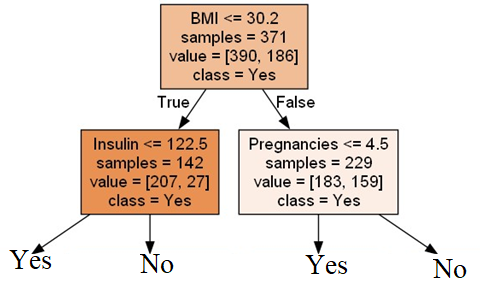 BMI <= 30.2
samples = 371
value = [390, 186]
class = Yes
True
False
Insulin <= 122.5
samples = 142
value = [207, 27]
class = Yes
Pregnancies <= 4.5
samples = 229
value = [183, 159]
class = Yes
Yes
No
Yes
No